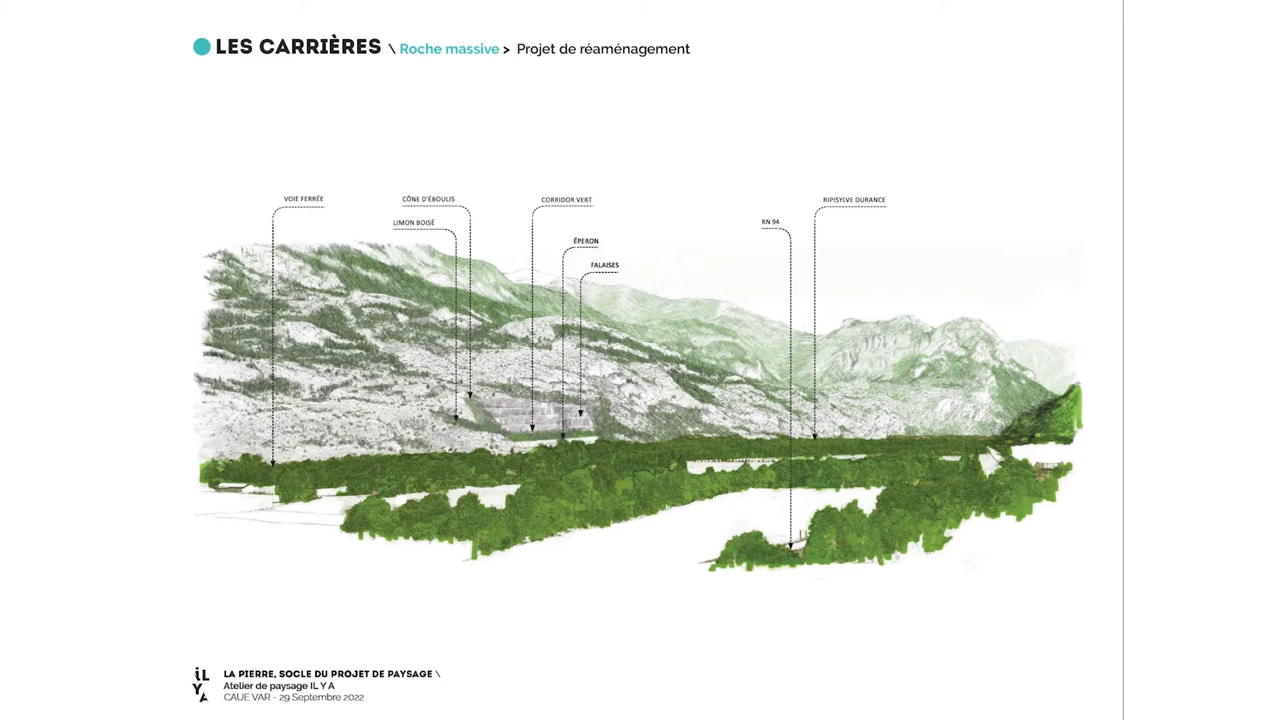 LES CARRIÈRES \ Roche massive > Projet de réaménagement
VOIE FERRÉE
CÔNE D'ÉBOULIS
CORRIDOR VERT
RIPISYLVE DURANCE
LIMON BOISÉ
RN 94
ÉPERON
FALAISES
iL
YA
LA PIERRE, SOCLE DU PROJET DE PAYSAGE \
Atelier de paysage IL Y A
CAUE VAR - 29 Septembre 2022